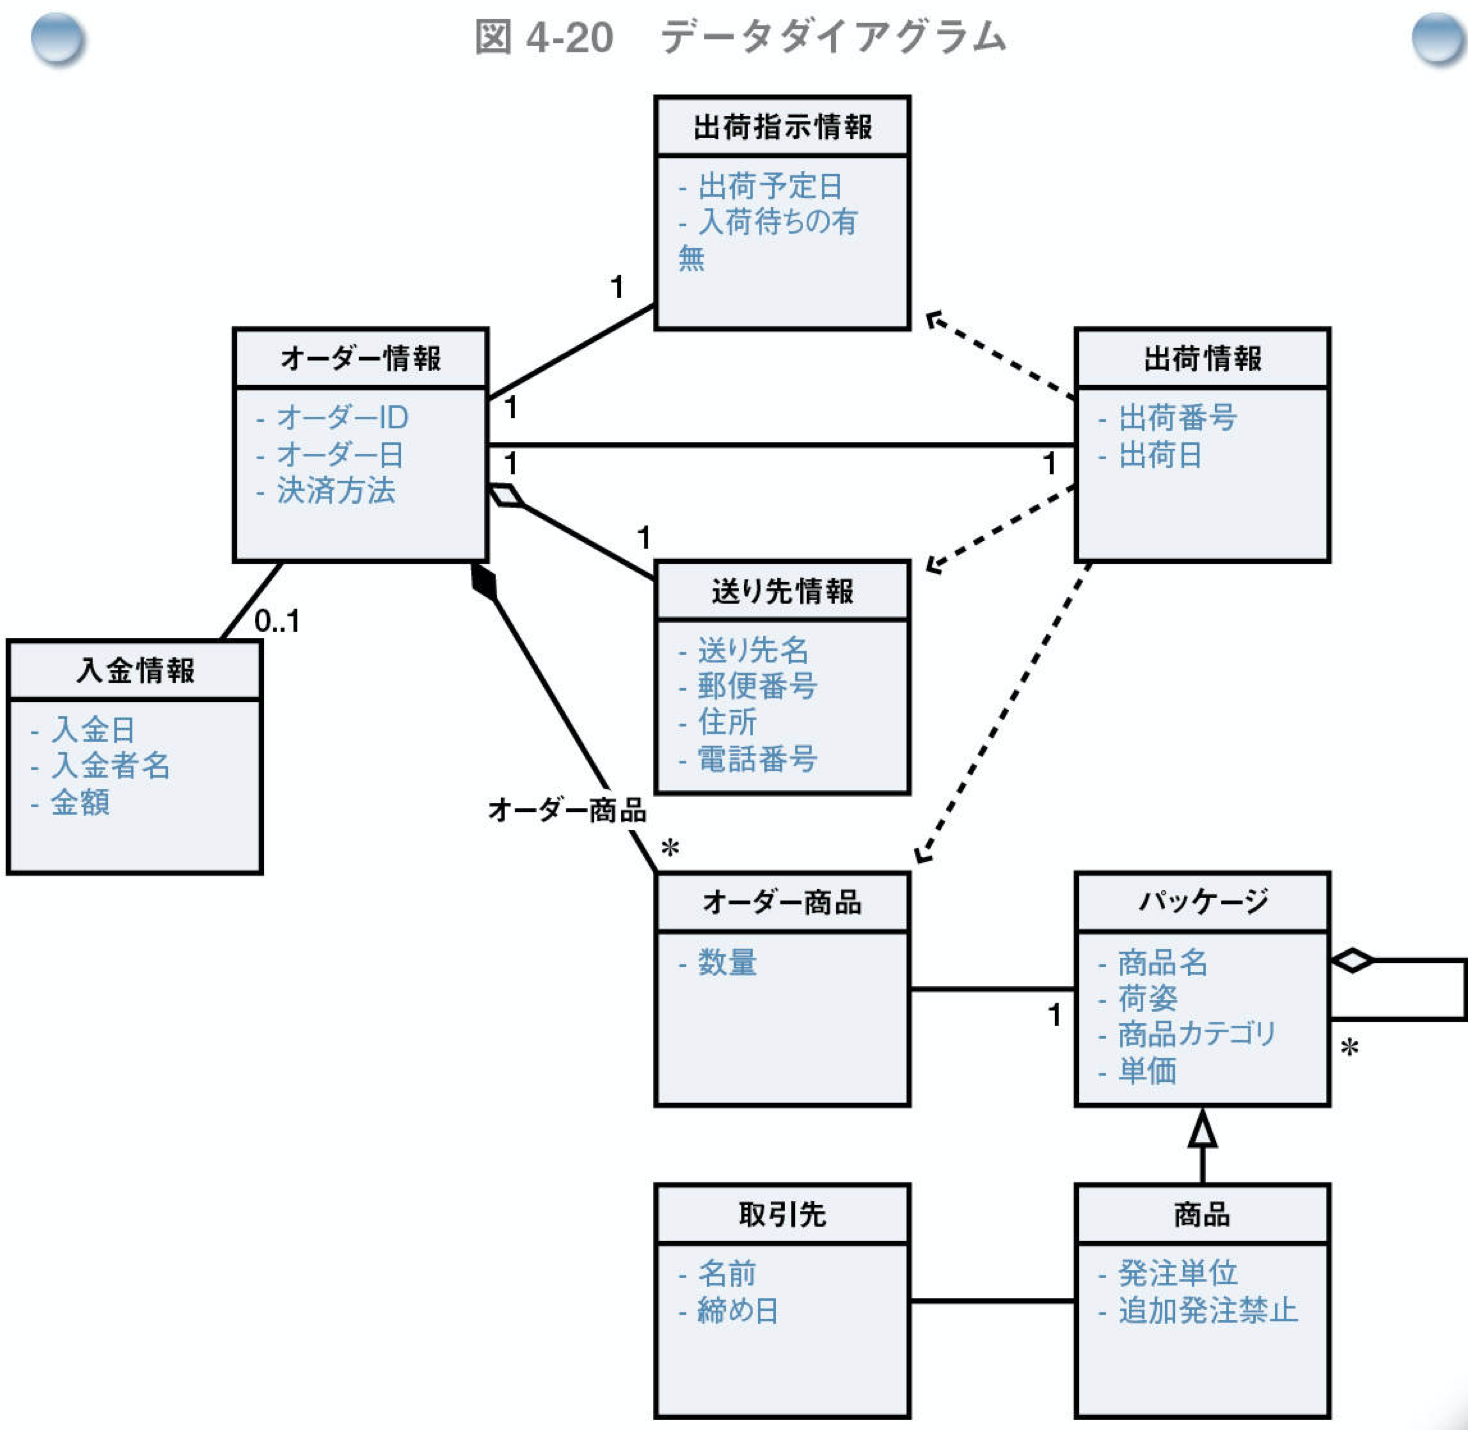 図 4-20 データダイアグラム
出荷指示情報
- 出荷予定日
- 入荷待ちの有
無
1
オーダー情報
- オーダーID
- オーダー日
- 決済方法
1
1
出荷情報
- 出荷番号
- 出荷日
1
1
送り先情報
- 送り先名
- 郵便番号
- 住所
- 電話番号
0..1
入金情報
- 入金日
- 入金者名
- 金額
オーダー商品
*
オーダー商品
- 数量
1
パッケージ
- 商品名
- 荷姿
- 商品カテゴリ
- 単価
*
取引先
- 名前
- 締め日
商品
- 発注単位
- 追加発注禁止